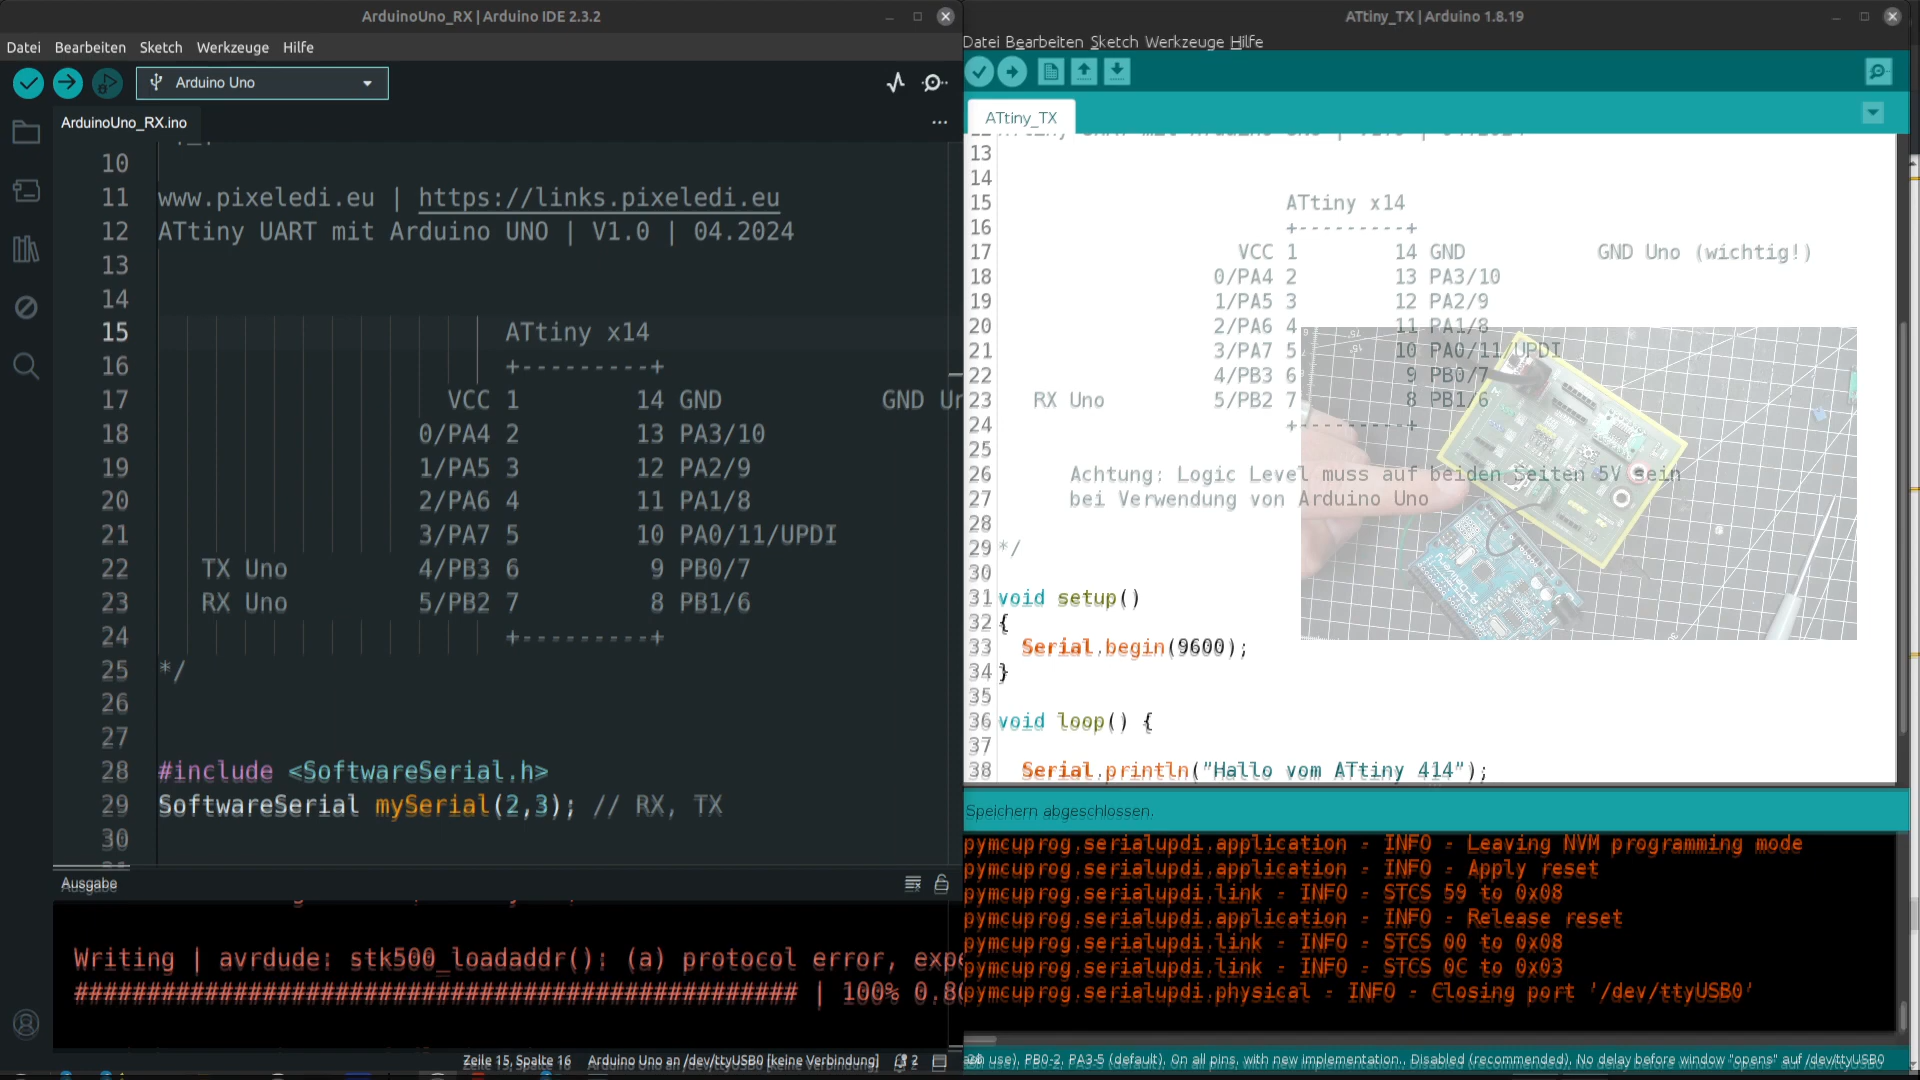 ArduinoUno_RX | Arduino IDE 2.3.2
Datei Bearbeiten Sketch Werkzeuge Hilfe
Arduino Uno
ArduinoUno_RX.ino
10
11 www.pixeledi.eu | https://links.pixeledi.eu
12 ATtiny UART mit Arduino UNO | V1.0 | 04.2024
13
14
15 ATtiny x14
16 +---------+
17 VCC 1 14 GND GND Un
18 0/PA4 2 13 PA3/10
19 1/PA5 3 12 PA2/9
20 2/PA6 4 11 PA1/8
21 3/PA7 5 10 PA0/11/UPDI
22 TX Uno 4/PB3 6 9 PB0/7
23 RX Uno 5/PB2 7 8 PB1/6
24 +---------+
25 */
26
27
28 #include <SoftwareSerial.h>
29 SoftwareSerial mySerial(2,3); // RX, TX
30
Ausgabe
Writing | avrdude: stk500_loadaddr(): (a) protocol error, expe
################################################## | 100% 0.80
Zeile 15, Spalte 16 Arduino Uno an /dev/ttyUSB0 [keine Verbindung] 2
ATtiny_TX | Arduino 1.8.19
Datei Bearbeiten Sketch Werkzeuge Hilfe
ATtiny_TX
13
14
15 ATtiny x14
16 +---------+
17 VCC 1 14 GND GND Uno (wichtig!)
18 0/PA4 2 13 PA3/10
19 1/PA5 3 12 PA2/9
20 2/PA6 4 11 PA1/8
21 3/PA7 5 10 PA0/11/UPDI
22 4/PB3 6 9 PB0/7
23 RX Uno 5/PB2 7 8 PB1/6
24 +---------+
25
26 Achtung: Logic Level muss auf beiden Seiten 5V sein
27 bei Verwendung von Arduino Uno
28
29 */
30
31 void setup()
32 {
33 Serial.begin(9600);
34 }
35
36 void loop() {
37
38 Serial.println("Hallo vom ATtiny 414");
Speichern abgeschlossen.
pymcuprog.serialupdi.application - INFO - Leaving NVM programming mode
pymcuprog.serialupdi.application - INFO - Apply reset
pymcuprog.serialupdi.link - INFO - STCS 59 to 0x08
pymcuprog.serialupdi.application - INFO - Release reset
pymcuprog.serialupdi.link - INFO - STCS 00 to 0x08
pymcuprog.serialupdi.link - INFO - STCS 0C to 0x03
pymcuprog.serialupdi.physical - INFO - Closing port '/dev/ttyUSB0'
use), PB0-2, PA3-5 (default), On all pins, with new implementation., Disabled (recommended), No delay before window "opens" auf /dev/ttyUSB0